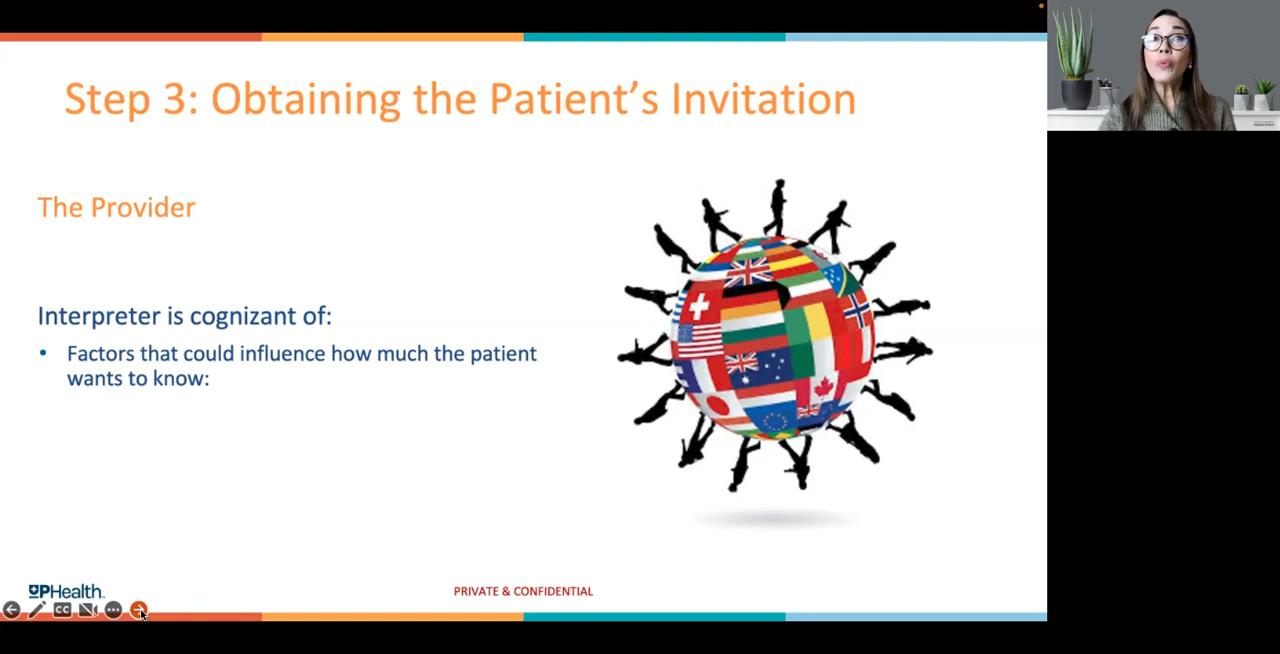 Step 3: Obtaining the Patient's Invitation
The Provider
Interpreter is cognizant of:
• Factors that could influence how much the patient
wants to know:
UPHealth
PRIVATE & CONFIDENTIAL
CC